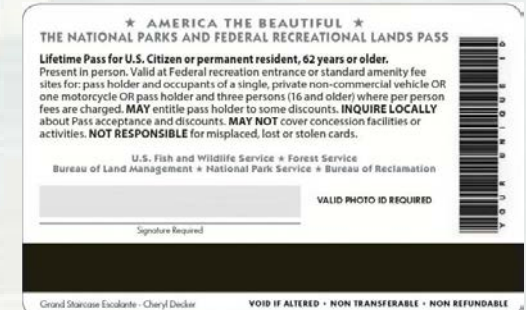 ★ AMERICA THE BEAUTIFUL ★
THE NATIONAL PARKS AND FEDERAL RECREATIONAL LANDS PASS
Lifetime Pass for U.S. Citizen or permanent resident, 62 years or older.
Present in person. Valid at Federal recreation entrance or standard amenity fee
sites for: pass holder and occupants of a single, private non-commercial vehicle OR
one motorcycle OR pass holder and three persons (16 and older) where per person
fees are charged. MAY entitle pass holder to some discounts. INQUIRE LOCALLY
about Pass acceptance and discounts. MAY NOT cover concession facilities or
activities. NOT RESPONSIBLE for misplaced, lost or stolen cards.
U.S. Fish and Wildlife Service ★ Forest Service
Bureau of Land Management ★ National Park Service ★ Bureau of Reclamation
VALID PHOTO ID REQUIRED
Signature Required
YOUR UNIQUE ID
Grand Staircase Escalante - Cheryl Decker
VOID IF ALTERED • NON TRANSFERABLE • NON REFUNDABLE